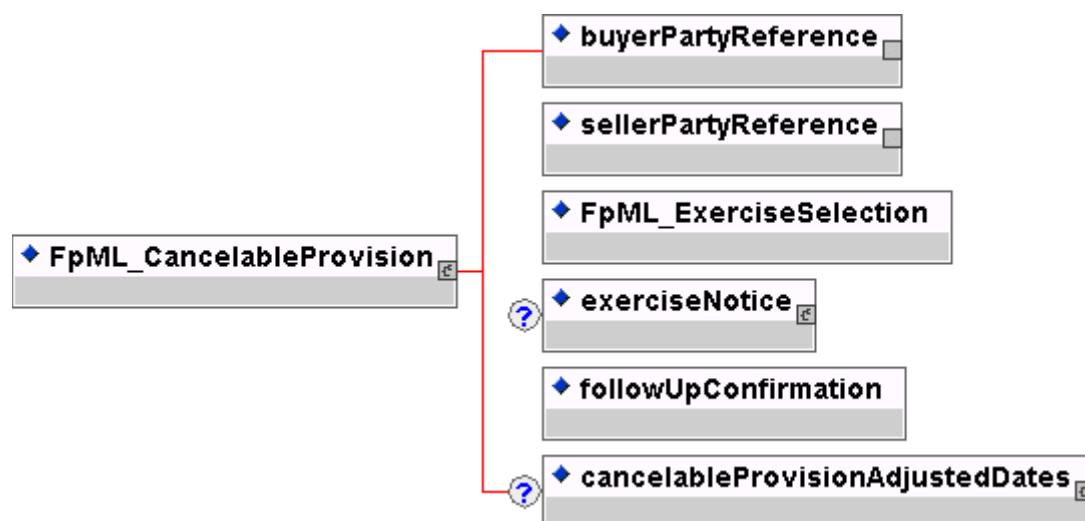 buyerPartyReference
sellerPartyReference
FpML_ExerciseSelection
FpML_CancelableProvision
?
exerciseNotice
followUpConfirmation
?
cancelableProvisionAdjustedDates